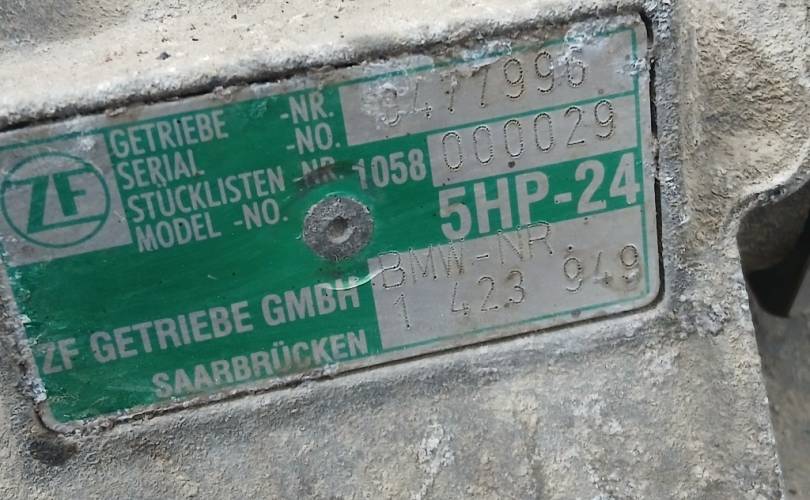 GETRIEBE -NR.
SERIAL -NO. 477996
STÜCKLISTEN -NR. 1058 000029
MODEL -NO.
ZF
5HP-24
BMW-NR.
ZF GETRIEBE GMBH 1 423 949
SAARBRÜCKEN